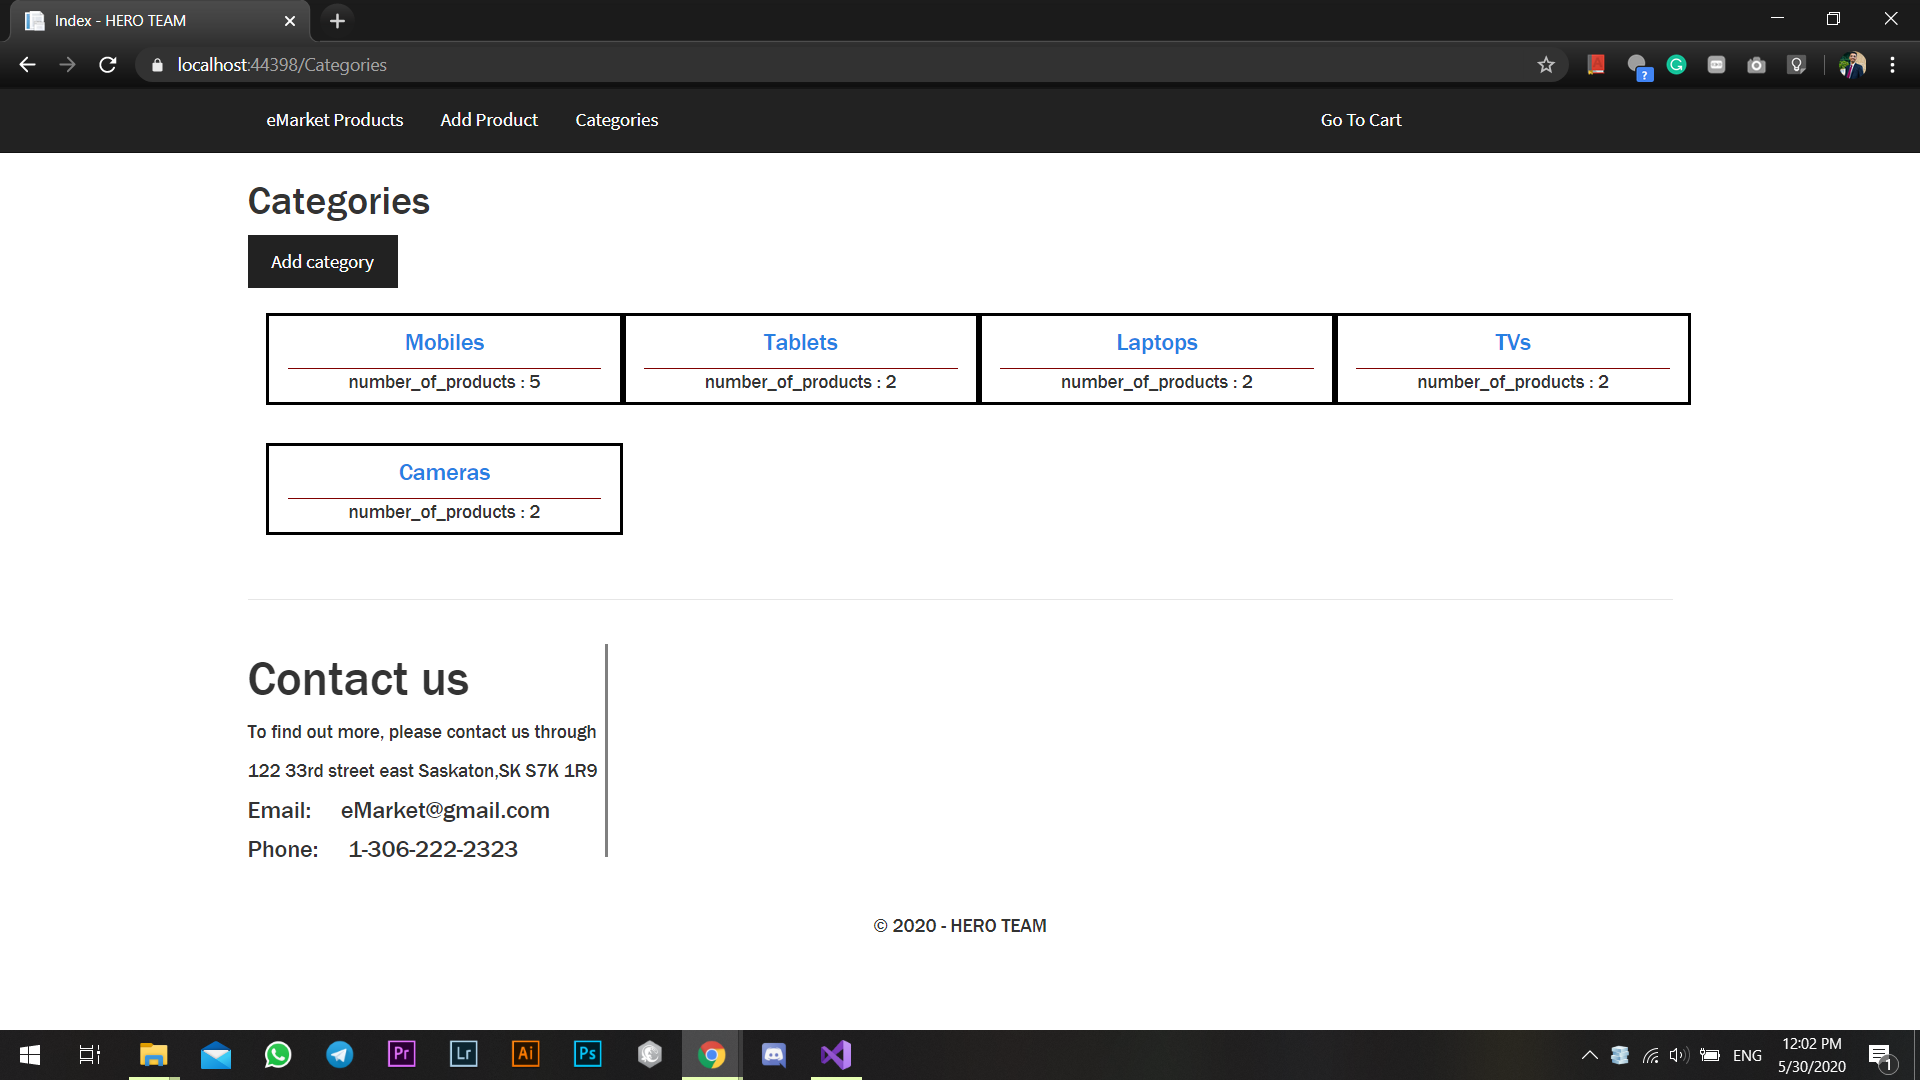 Index - HERO TEAM
localhost:44398/Categories
eMarket Products Add Product Categories Go To Cart
Categories
Add category
Mobiles
number_of_products : 5
Tablets
number_of_products : 2
Laptops
number_of_products : 2
TVs
number_of_products : 2
Cameras
number_of_products : 2
Contact us
To find out more, please contact us through
122 33rd street east Saskaton,SK S7K 1R9
Email: eMarket@gmail.com
Phone: 1-306-222-2323
© 2020 - HERO TEAM
Pr Lr Ai Ps
ENG
12:02 PM
5/30/2020
1